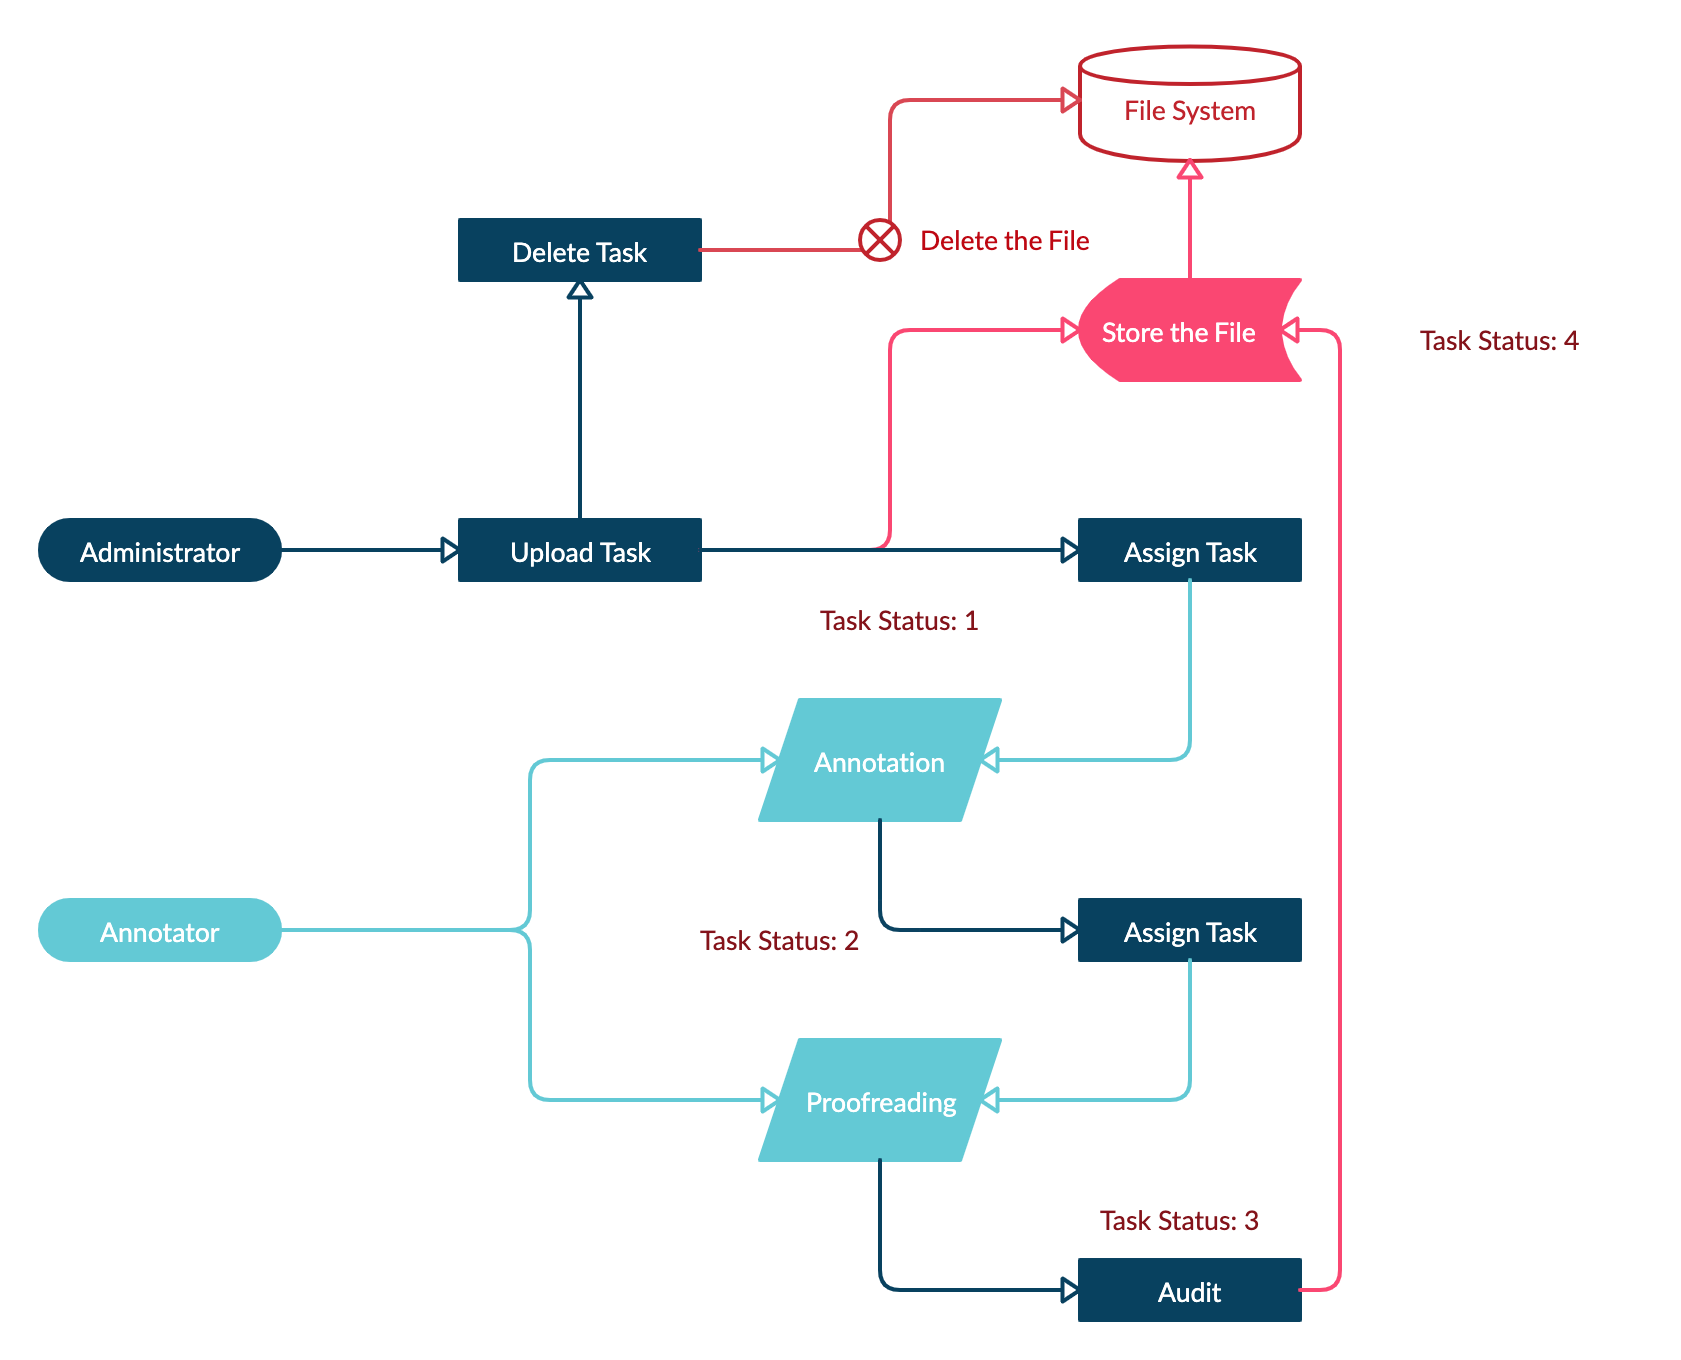 File System
Delete Task
Delete the File
Store the File
Task Status: 4
Administrator
Upload Task
Assign Task
Task Status: 1
Annotation
Annotator
Task Status: 2
Assign Task
Proofreading
Task Status: 3
Audit